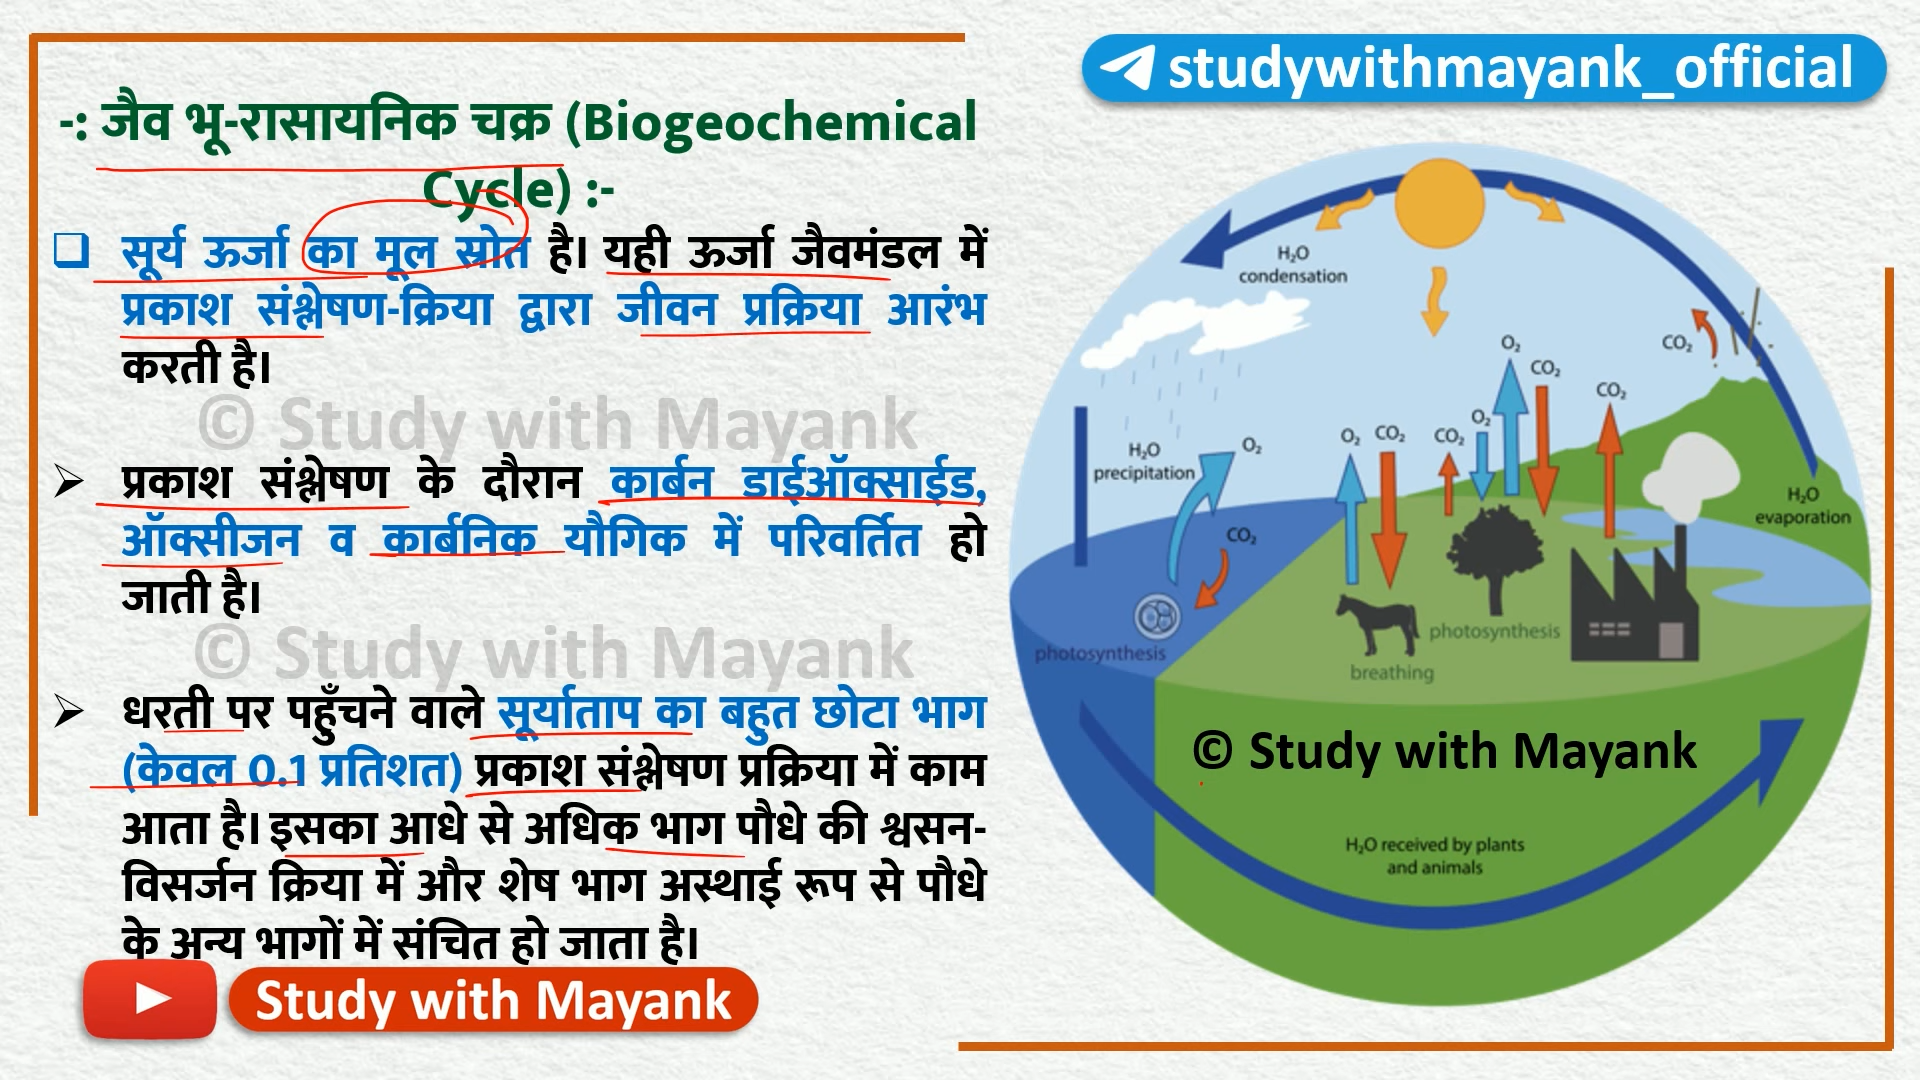 studywithmayank_official
-: जैव भू-रासायनिक चक्र (Biogeochemical
Cycle) :-
❑ सूर्य ऊर्जा का मूल स्रोत है। यही ऊर्जा जैवमंडल में
प्रकाश संश्लेषण-क्रिया द्वारा जीवन प्रक्रिया आरंभ
करती है।
© Study with Mayank
➢ प्रकाश संश्लेषण के दौरान कार्बन डाईऑक्साईड,
ऑक्सीजन व कार्बनिक यौगिक में परिवर्तित हो
जाती है।
© Study with Mayank
➢ धरती पर पहुँचने वाले सूर्याताप का बहुत छोटा भाग
(केवल 0.1 प्रतिशत) प्रकाश संश्लेषण प्रक्रिया में काम
आता है। इसका आधे से अधिक भाग पौधे की श्वसन-
विसर्जन क्रिया में और शेष भाग अस्थाई रूप से पौधे
के अन्य भागों में संचित हो जाता है।
Study with Mayank
H₂O
condensation
CO₂
O₂
CO₂
CO₂
O₂
O₂
CO₂
CO₂
H₂O
precipitation
O₂
CO₂
H₂O
evaporation
photosynthesis
photosynthesis
breathing
© Study with Mayank
H₂O received by plants
and animals